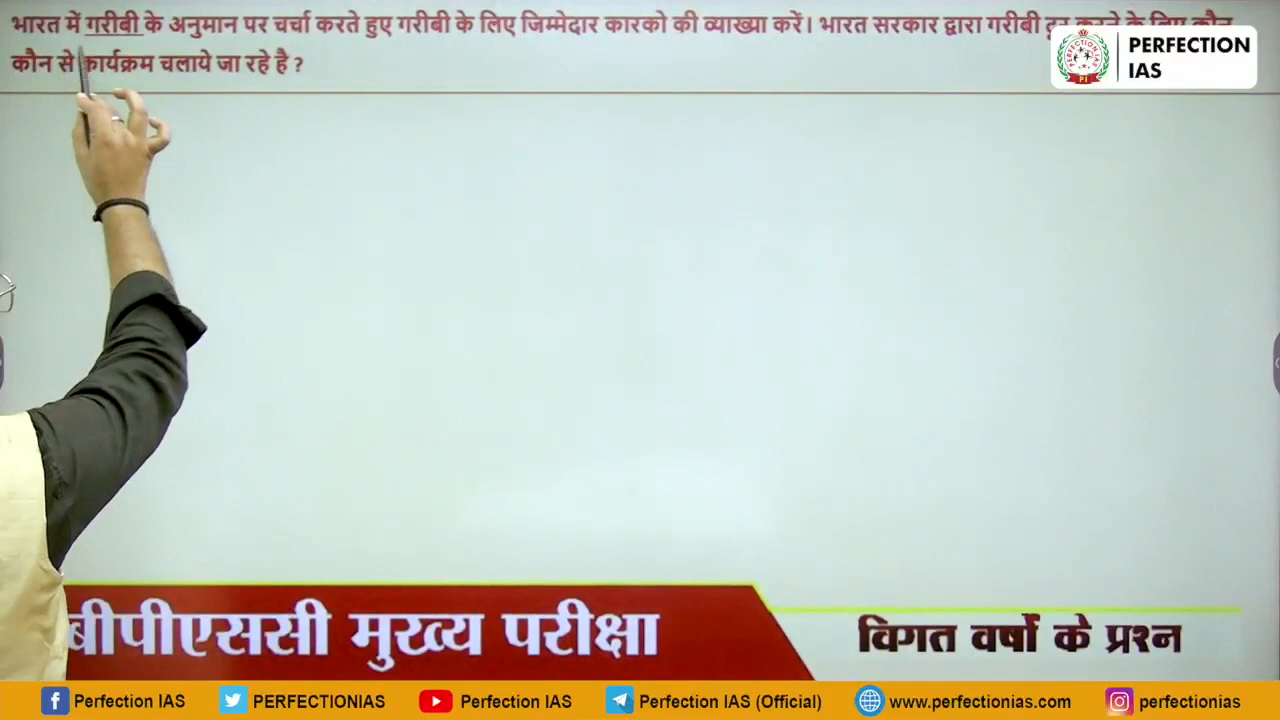 भारत में गरीबी के अनुमान पर चर्चा करते हुए गरीबी के लिए जिम्मेदार कारको की व्याख्या करें। भारत सरकार द्वारा गरीबी
कौन से कार्यक्रम चलाये जा रहे है ?
PERFECTION
IAS
PI
बीपीएससी मुख्य परीक्षा
विगत वर्षो के प्रश्न
Perfection IAS
PERFECTIONIAS
Perfection IAS
Perfection IAS (Official)
www.perfectionias.com
perfectionias